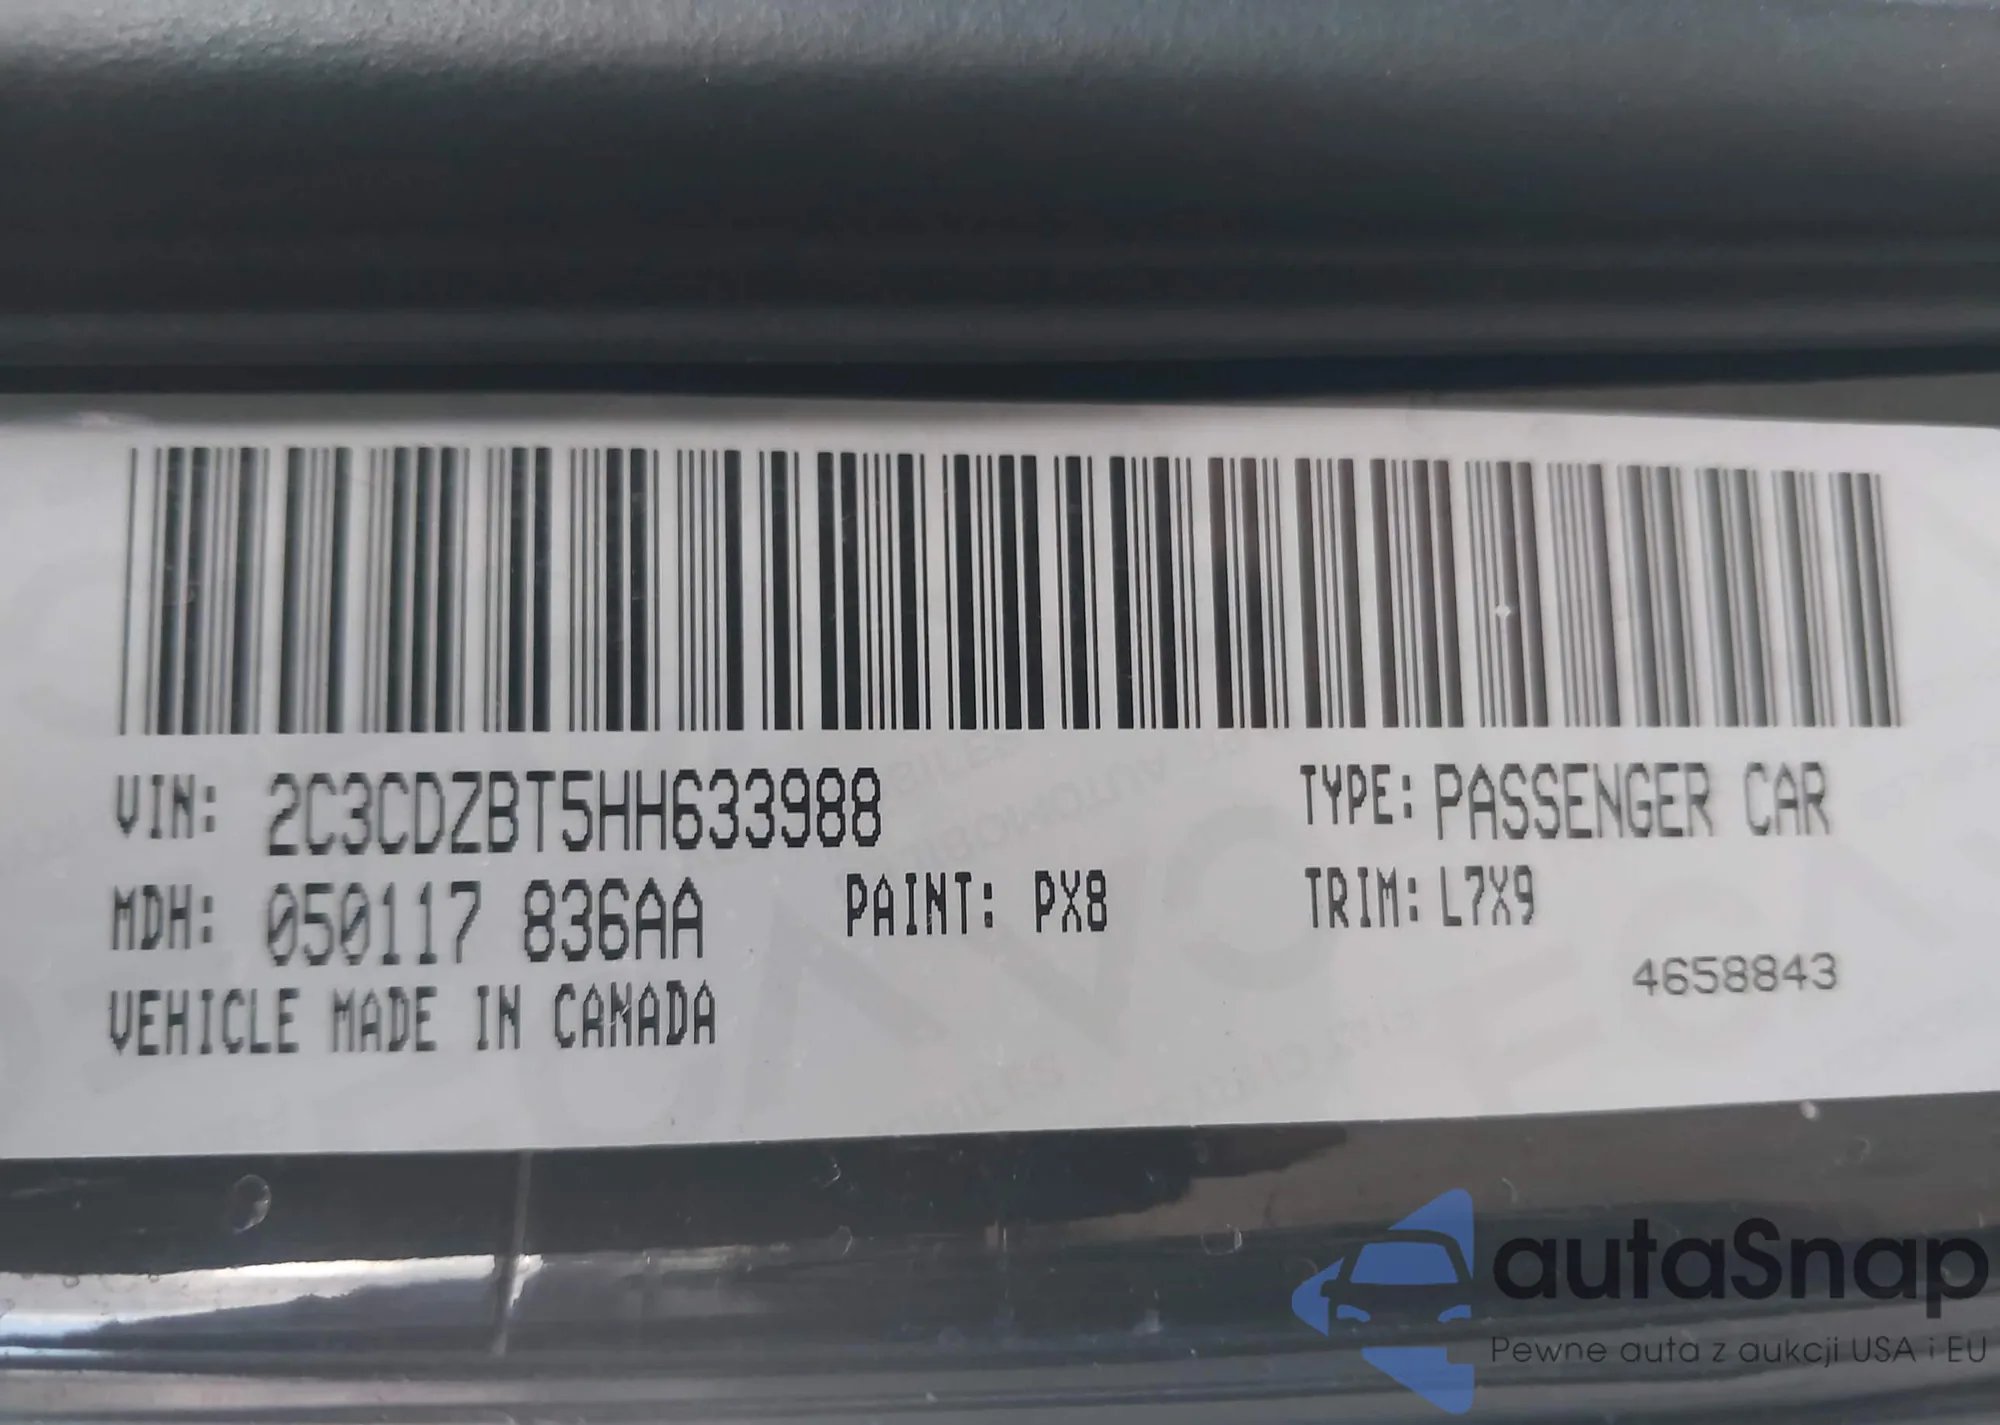 VIN: 2C3CDZBT5HH633988 TYPE: PASSENGER CAR
MDH: 050117 836AA PAINT: PX8 TRIM: L7X9
4658843
VEHICLE MADE IN CANADA
autaSnap
Pewne auta z aukcji USA i EU